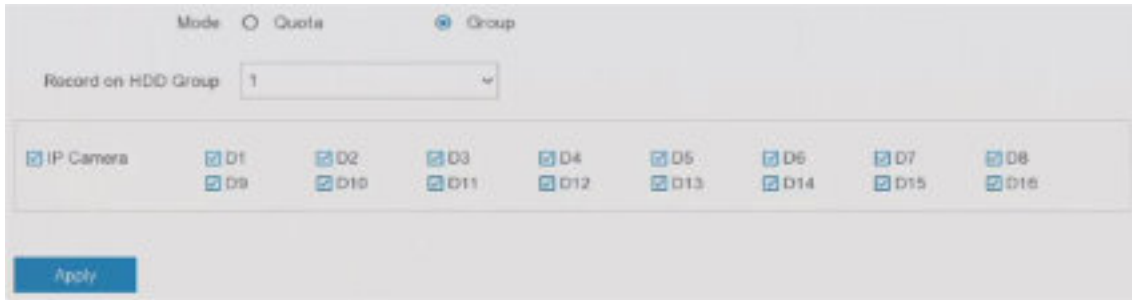 Mode Quota Group
Record on HDD Group 1
IP Camera D1 D2 D3 D4 D5 D6 D7 D8
D9 D10 D11 D12 D13 D14 D15 D16
Apply